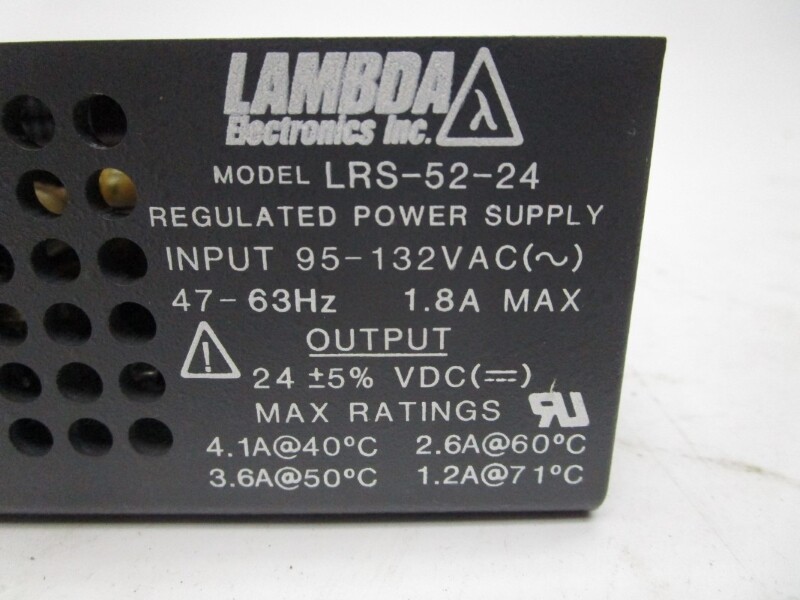 LAMBDA λ
Electronics Inc.
MODEL LRS-52-24
REGULATED POWER SUPPLY
INPUT 95-132VAC(~)
47-63Hz 1.8A MAX
OUTPUT
! 24 ±5% VDC(⎓)
MAX RATINGS RU
4.1A@40°C 2.6A@60°C
3.6A@50°C 1.2A@71°C